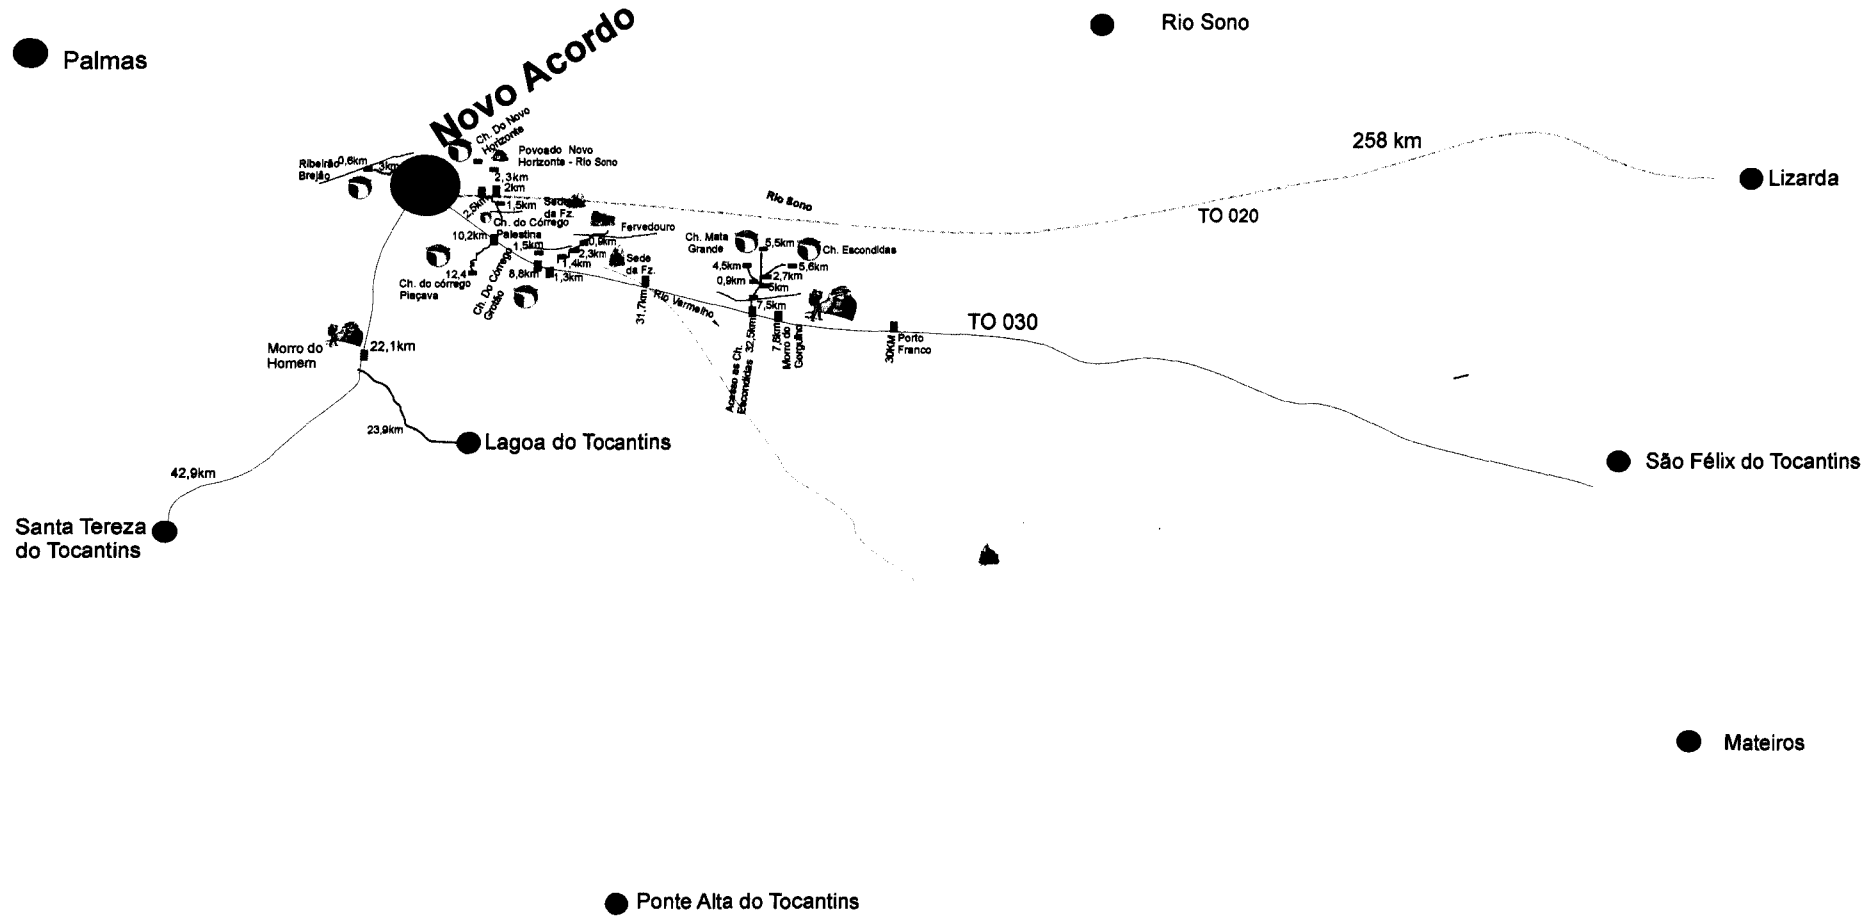 Rio Sono
Palmas
Novo Acordo
Ch. Do Novo
Horizonte
Povoado Novo
Horizonte - Rio Sono
258 km
Ribeirão
Brejão
0,6km
3km
2,3km
2km
2,5km
1,5km
Sede
da Fz.
Rio Sono
Lizarda
TO 020
Ch. do Córrego
Palestina
Fervedouro
10,2km
1,5km
0,9km
2,3km
1,4km
Sede
da Fz.
Ch. Mata
Grande
5,5km
Ch. Escondidas
4,5km
5,6km
2,7km
0,9km
5km
12,4
8,8km
1,3km
Ch. do córrego
Piaçava
Ch. Do Córrego
Grotão
31,7km
Rio Vermelho
7,5km
32,5km
7,8km
Morro do
Gorgulho
Acesso as Ch.
Escondidas
TO 030
30KM
Porto
Franco
Morro do
Homem
22,1km
23,9km
Lagoa do Tocantins
São Félix do Tocantins
42,9km
Santa Tereza
do Tocantins
Mateiros
Ponte Alta do Tocantins